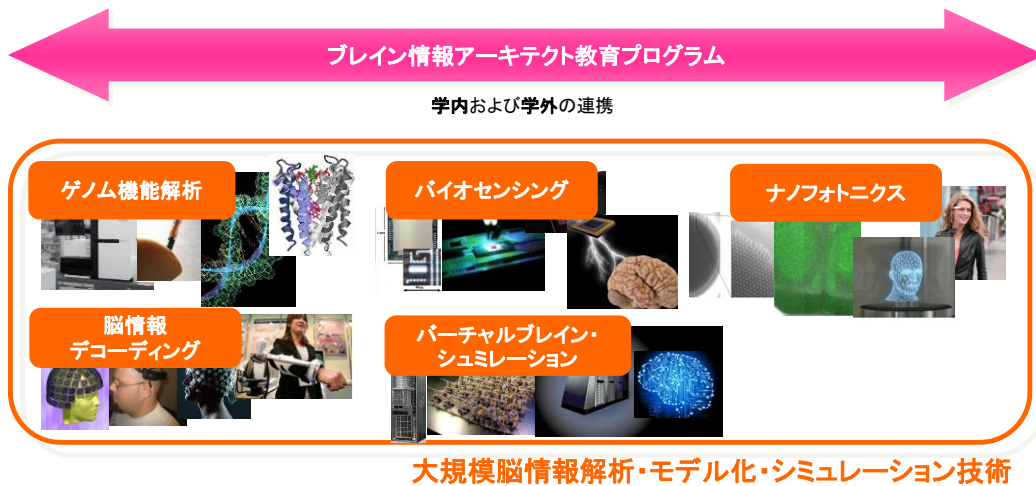 ブレイン情報アーキテクト教育プログラム
学内および学外の連携
ゲノム機能解析
バイオセンシング
ナノフォトニクス
脳情報
デコーディング
バーチャルブレイン・
シュミレーション
大規模脳情報解析・モデル化・シミュレーション技術